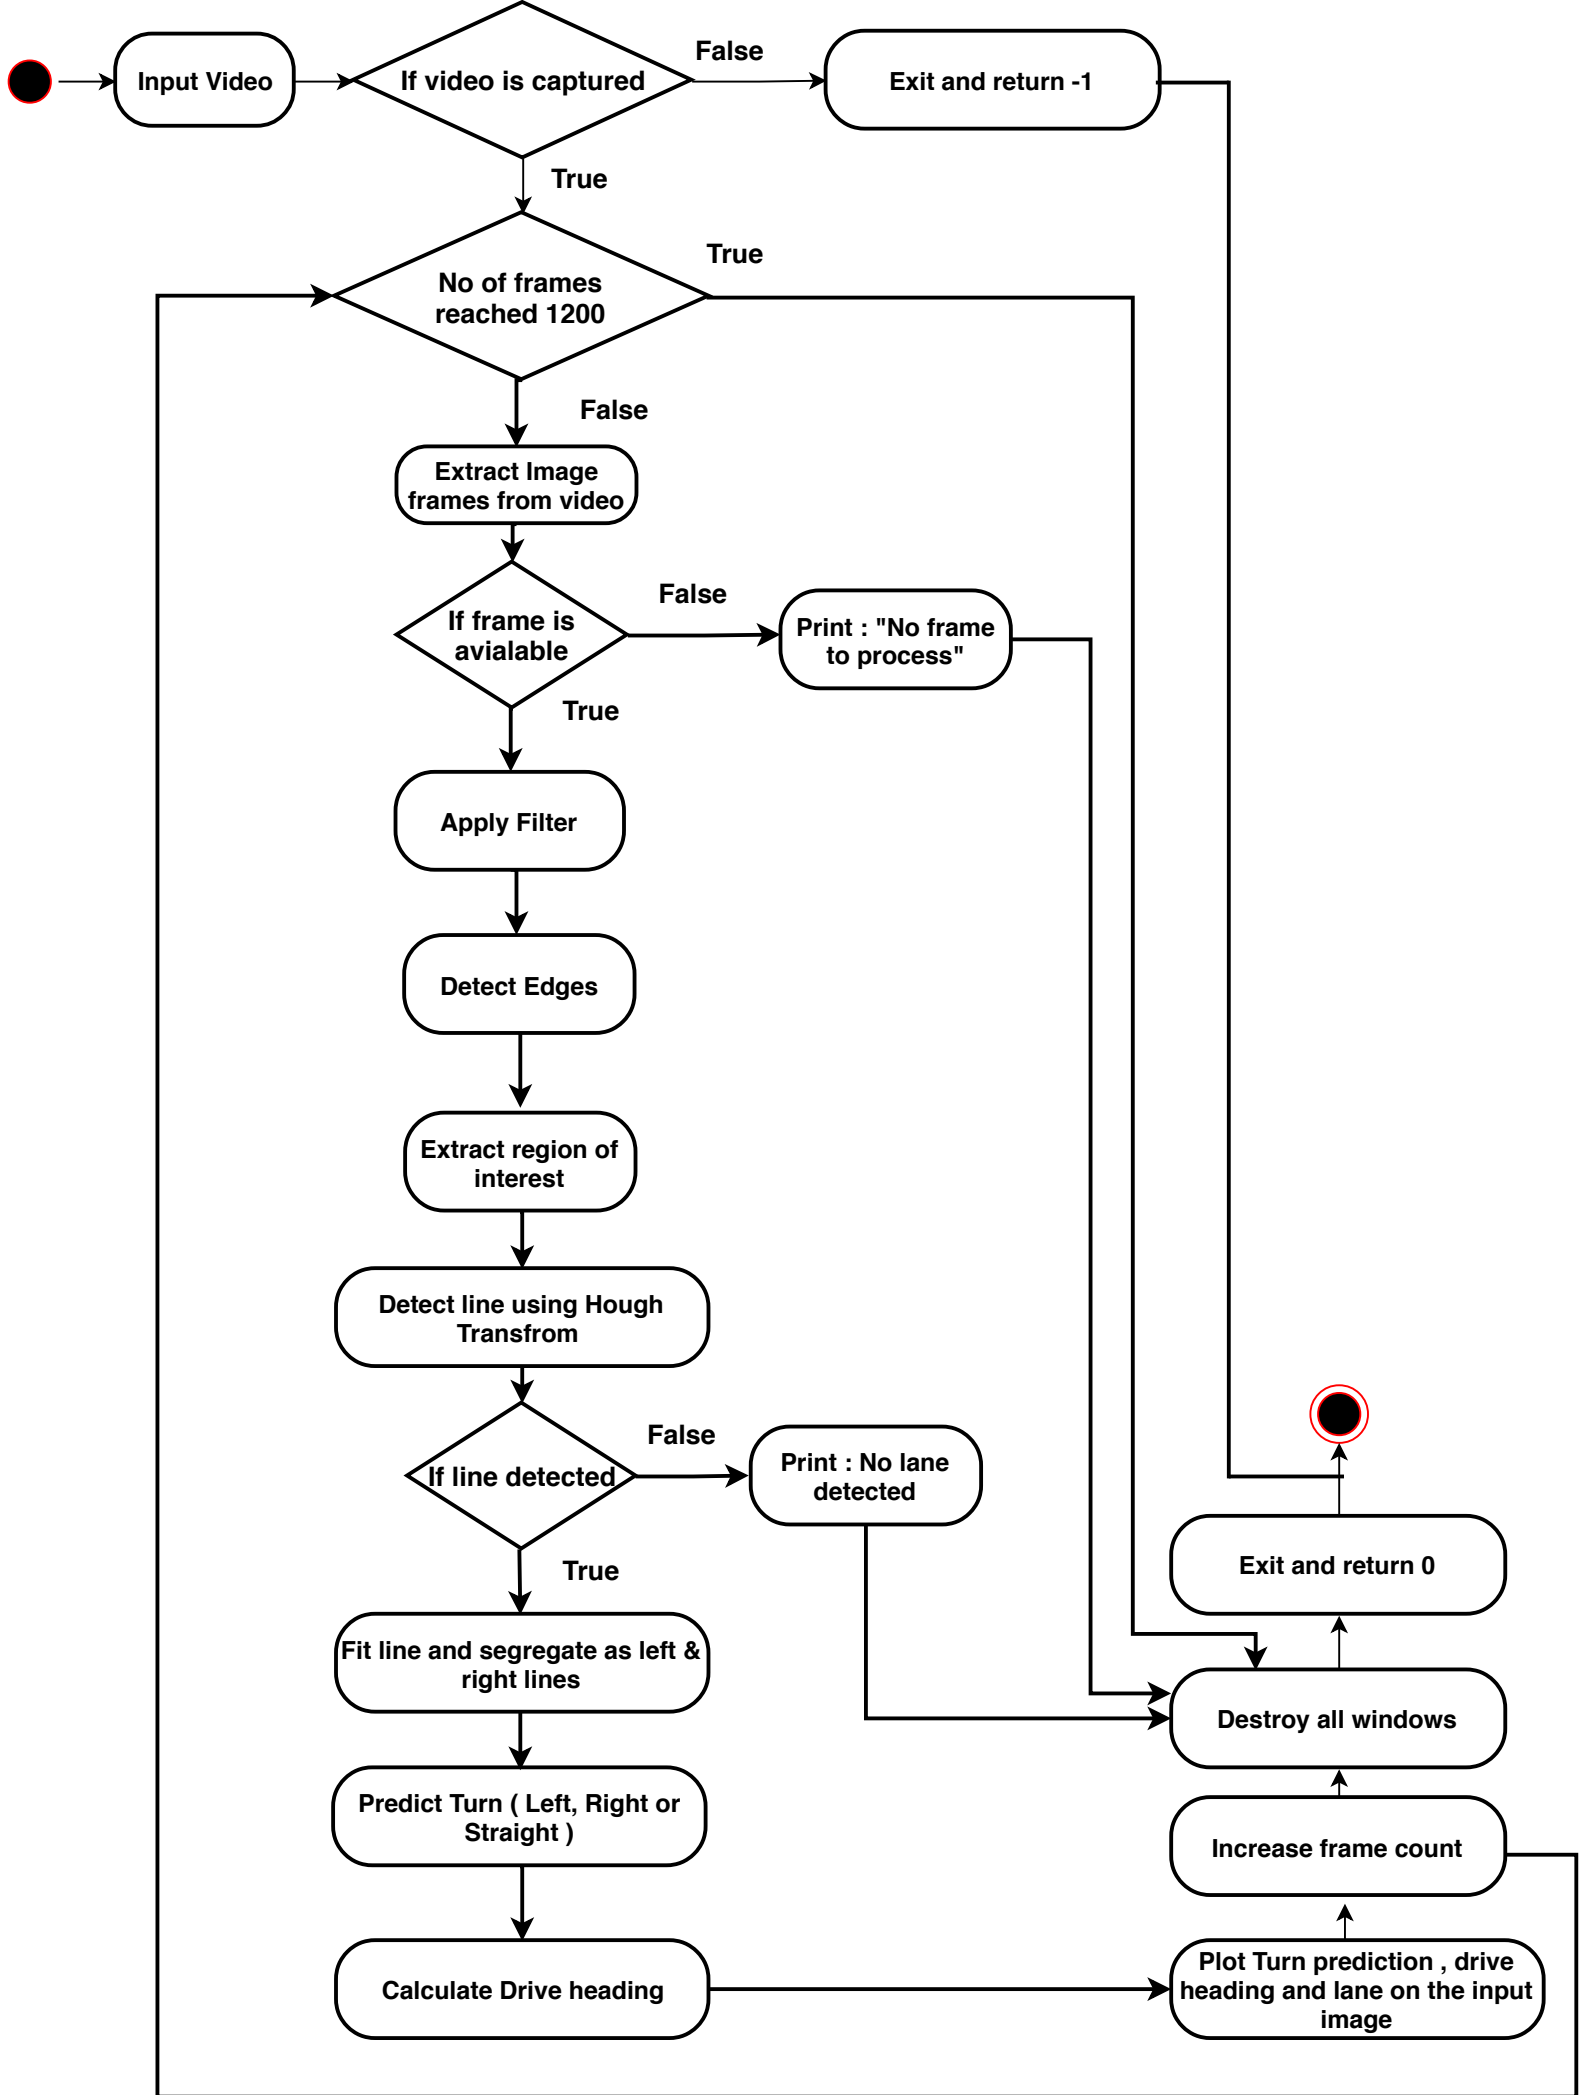 Input Video
If video is captured
False
Exit and return -1
True
No of frames
reached 1200
True
False
Extract Image
frames from video
If frame is
avialable
False
Print : "No frame
to process"
True
Apply Filter
Detect Edges
Extract region of
interest
Detect line using Hough
Transfrom
If line detected
False
Print : No lane
detected
True
Fit line and segregate as left &
right lines
Predict Turn ( Left, Right or
Straight )
Calculate Drive heading
Plot Turn prediction , drive
heading and lane on the input
image
Increase frame count
Destroy all windows
Exit and return 0